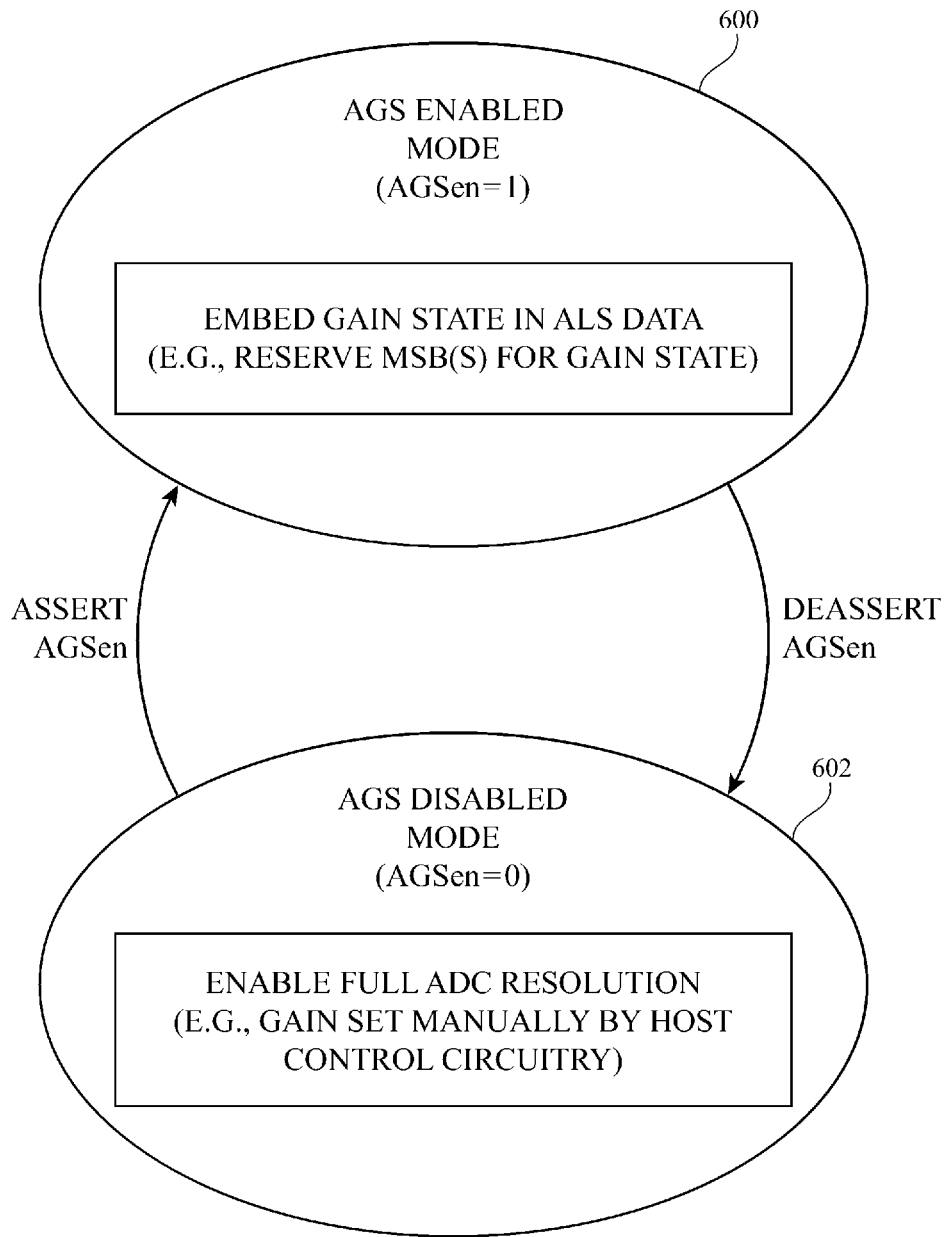 600
AGS ENABLED
MODE
(AGSen=1)
EMBED GAIN STATE IN ALS DATA
(E.G., RESERVE MSB(S) FOR GAIN STATE)
ASSERT
AGSen
DEASSERT
AGSen
602
AGS DISABLED
MODE
(AGSen=0)
ENABLE FULL ADC RESOLUTION
(E.G., GAIN SET MANUALLY BY HOST
CONTROL CIRCUITRY)